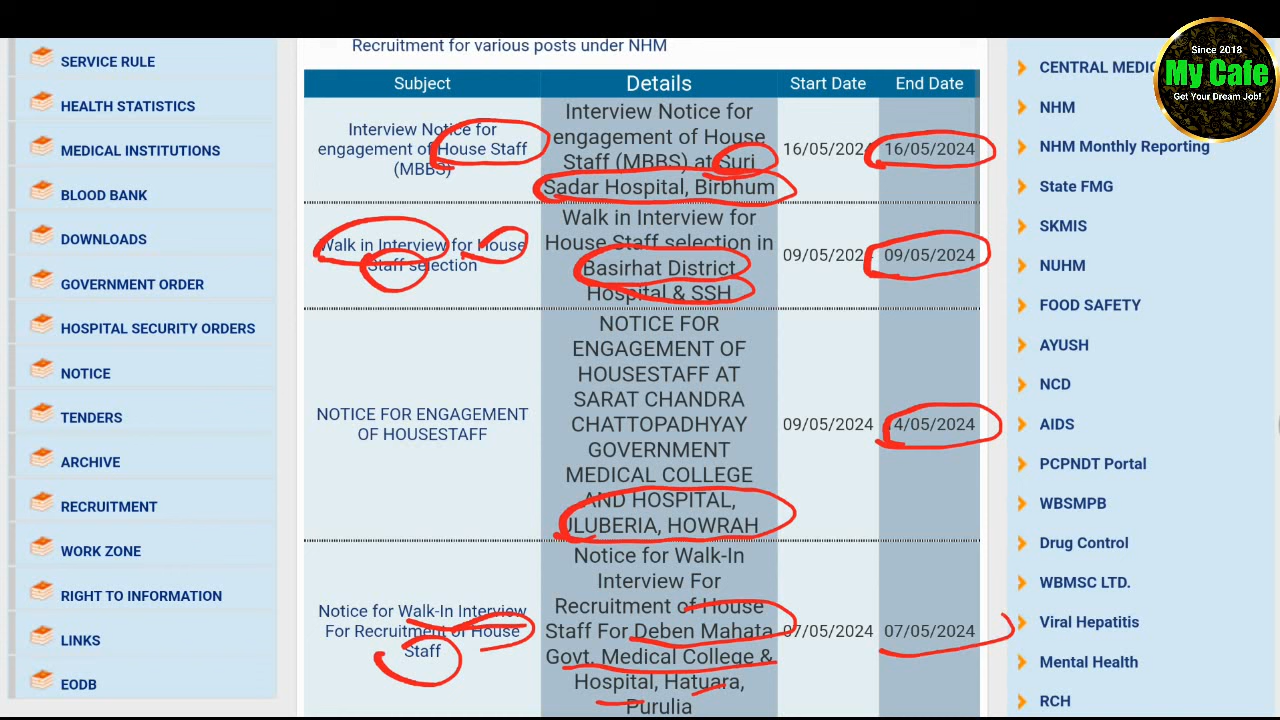 Since 2018
My Cafe
Get Your Dream Job!
SERVICE RULE
HEALTH STATISTICS
MEDICAL INSTITUTIONS
BLOOD BANK
DOWNLOADS
GOVERNMENT ORDER
HOSPITAL SECURITY ORDERS
NOTICE
TENDERS
ARCHIVE
RECRUITMENT
WORK ZONE
RIGHT TO INFORMATION
LINKS
EODB
Recruitment for various posts under NHM
Subject Details Start Date End Date
Interview Notice for
engagement of House Staff
(MBBS)
Interview Notice for
engagement of House
Staff (MBBS) at Suri
Sadar Hospital, Birbhum
16/05/2024 16/05/2024
Walk in Interview for House
Staff selection
Walk in Interview for
House Staff selection in
Basirhat District
Hospital & SSH
09/05/2024 09/05/2024
NOTICE FOR ENGAGEMENT
OF HOUSESTAFF
NOTICE FOR
ENGAGEMENT OF
HOUSESTAFF AT
SARAT CHANDRA
CHATTOPADHYAY
GOVERNMENT
MEDICAL COLLEGE
AND HOSPITAL,
ULUBERIA, HOWRAH
09/05/2024 14/05/2024
Notice for Walk-In Interview
For Recruitment of House
Staff
Notice for Walk-In
Interview For
Recruitment of House
Staff For Deben Mahata
Govt. Medical College &
Hospital, Hatuara,
Purulia
07/05/2024 07/05/2024
NHM
NHM Monthly Reporting
State FMG
SKMIS
NUHM
FOOD SAFETY
AYUSH
NCD
AIDS
PCPNDT Portal
WBSMPB
Drug Control
WBMSC LTD.
Viral Hepatitis
Mental Health
RCH